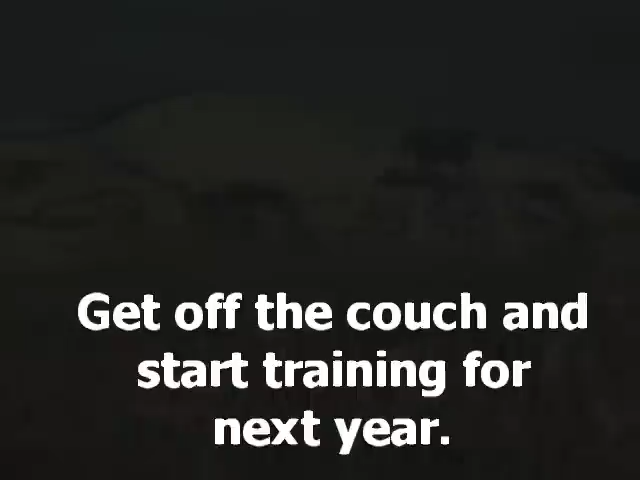 Get off the couch and
start training for
next year.